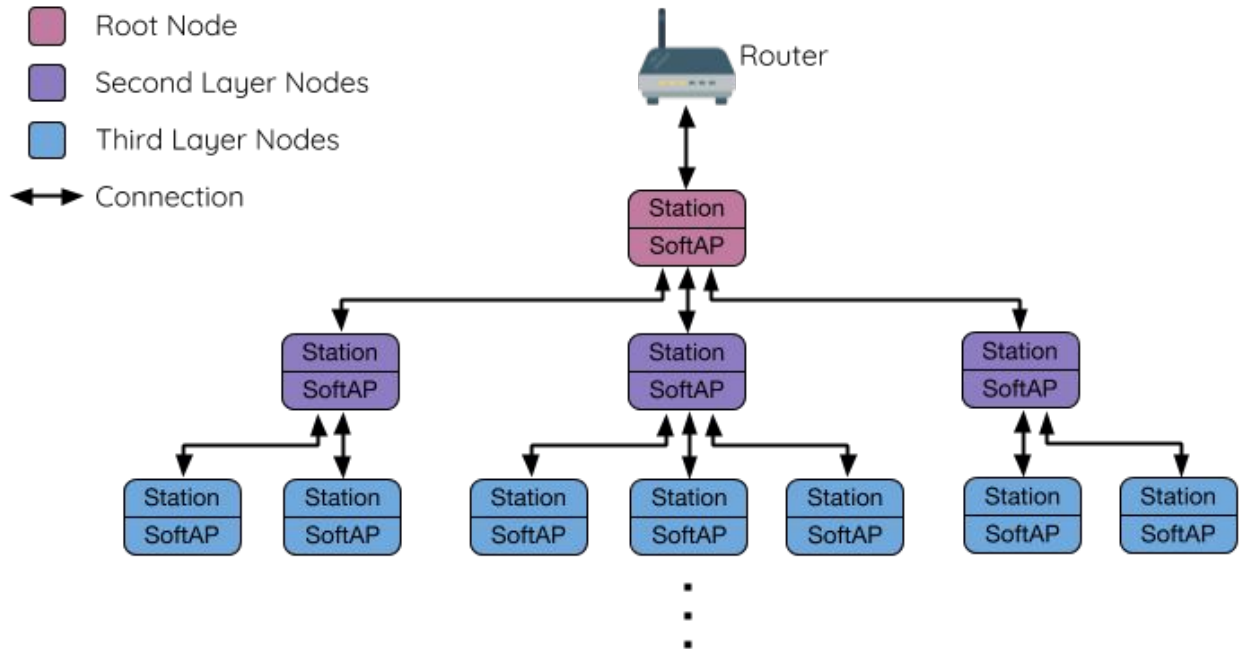 Root Node
Second Layer Nodes
Third Layer Nodes
Connection
Router
Station
SoftAP
Station
SoftAP
Station
SoftAP
Station
SoftAP
Station
SoftAP
Station
SoftAP
Station
SoftAP
Station
SoftAP
Station
SoftAP
Station
SoftAP
Station
SoftAP